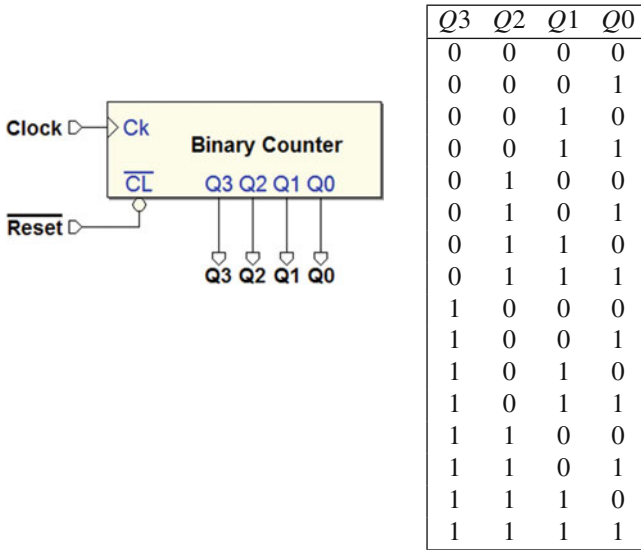 Clock
Ck
Binary Counter
C̅L̅
Q3 Q2 Q1 Q0
R̅e̅s̅e̅t̅
Q3 Q2 Q1 Q0
Q3 Q2 Q1 Q0
0 0 0 0
0 0 0 1
0 0 1 0
0 0 1 1
0 1 0 0
0 1 0 1
0 1 1 0
0 1 1 1
1 0 0 0
1 0 0 1
1 0 1 0
1 0 1 1
1 1 0 0
1 1 0 1
1 1 1 0
1 1 1 1